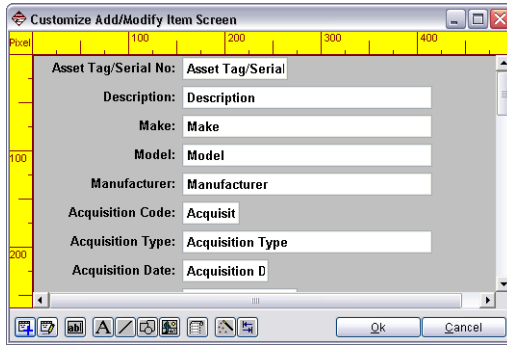 Customize Add/Modify Item Screen
Pixel 100 200 300 400
Asset Tag/Serial No: Asset Tag/Serial
Description: Description
Make: Make
100
Model: Model
Manufacturer: Manufacturer
Acquisition Code: Acquisit
Acquisition Type: Acquisition Type
200
Acquisition Date: Acquisition D
abl A Ok Cancel